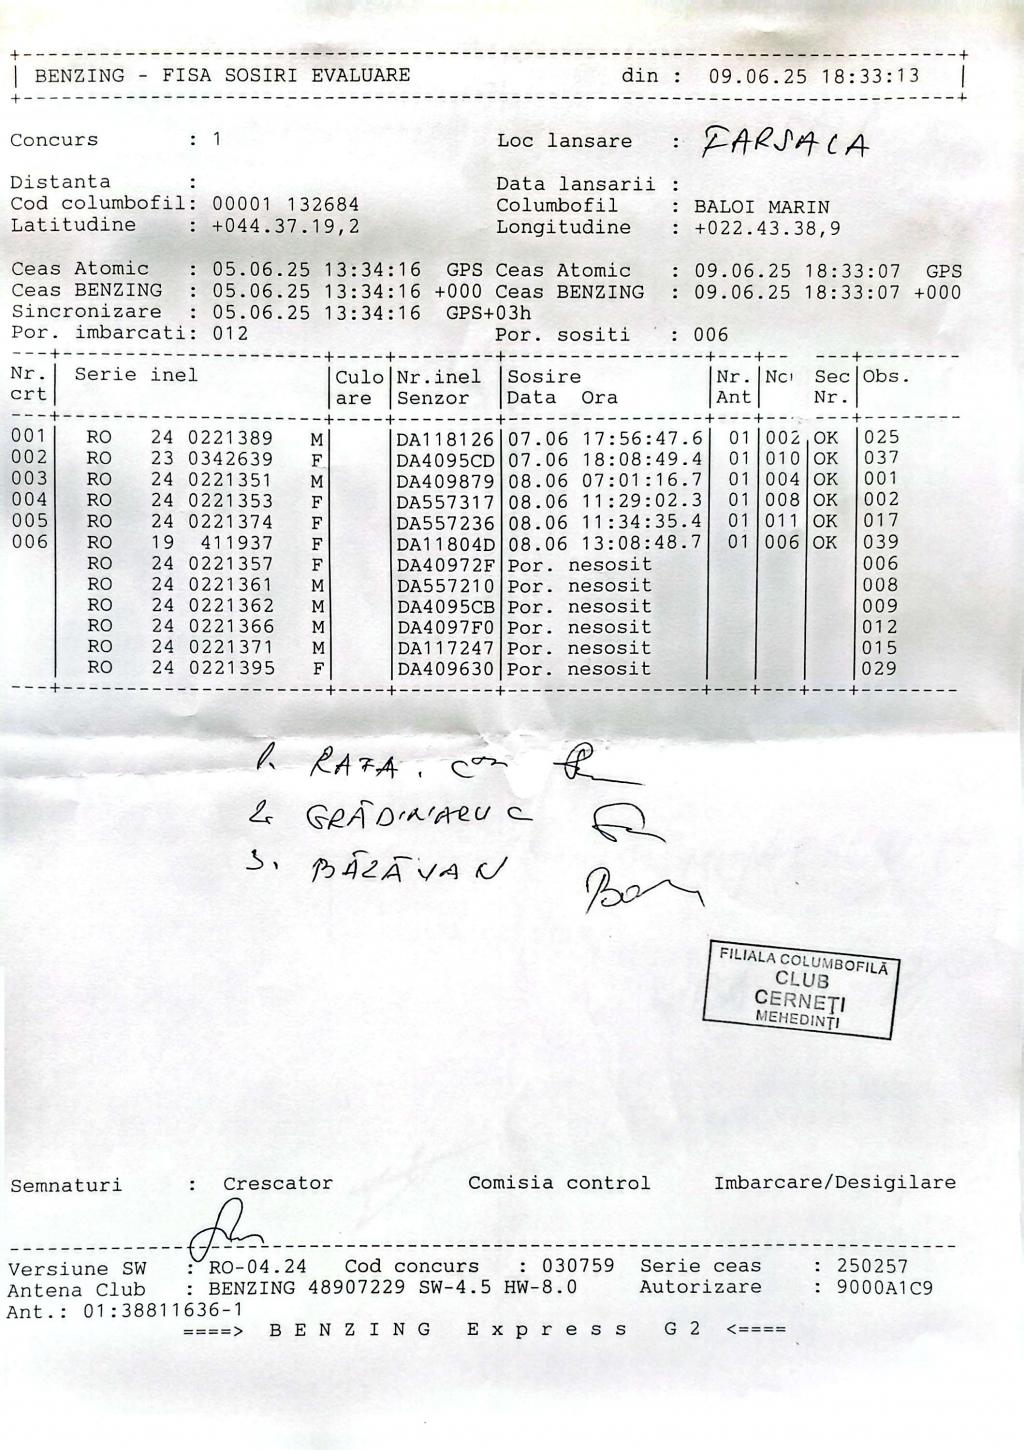 BENZING - FISA SOSIRI EVALUARE din : 09.06.25 18:33:13
Concurs : 1 Loc lansare : FARSALA
Distanta : Data lansarii :
Cod columbofil: 00001 132684 Columbofil : BALOI MARIN
Latitudine : +044.37.19,2 Longitudine : +022.43.38,9
Ceas Atomic : 05.06.25 13:34:16 GPS Ceas Atomic : 09.06.25 18:33:07 GPS
Ceas BENZING : 05.06.25 13:34:16 +000 Ceas BENZING : 09.06.25 18:33:07 +000
Sincronizare : 05.06.25 13:34:16 GPS+03h
Por. imbarcati: 012 Por. sositi : 006
Nr. Serie inel Culo Nr.inel Sosire Nr. Sec Obs.
crt are Senzor Data Ora Ant Nr.
001 RO 24 0221389 M DA118126 07.06 17:56:47.6 01 002 OK 025
002 RO 23 0342639 F DA4095CD 07.06 18:08:49.4 01 010 OK 037
003 RO 24 0221351 M DA409879 08.06 07:01:16.7 01 004 OK 001
004 RO 24 0221353 F DA557317 08.06 11:29:02.3 01 008 OK 002
005 RO 24 0221374 F DA557236 08.06 11:34:35.4 01 011 OK 017
006 RO 19 411937 F DA11804D 08.06 13:08:48.7 01 006 OK 039
RO 24 0221357 F DA40972F Por. nesosit 006
RO 24 0221361 M DA557210 Por. nesosit 008
RO 24 0221362 M DA4095CB Por. nesosit 009
RO 24 0221366 M DA4097F0 Por. nesosit 012
RO 24 0221371 M DA117247 Por. nesosit 015
RO 24 0221395 F DA409630 Por. nesosit 029
1. RAFA.
2. GRĂDINARU C
3. BĂZĂVAN
FILIALA COLUMBOFILĂ
CLUB
CERNEȚI
MEHEDINȚI
Semnaturi : Crescator Comisia control Imbarcare/Desigilare
Versiune SW : RO-04.24 Cod concurs : 030759 Serie ceas : 250257
Antena Club : BENZING 48907229 SW-4.5 HW-8.0 Autorizare : 9000A1C9
Ant.: 01:38811636-1
====> B E N Z I N G E x p r e s s G 2 <====